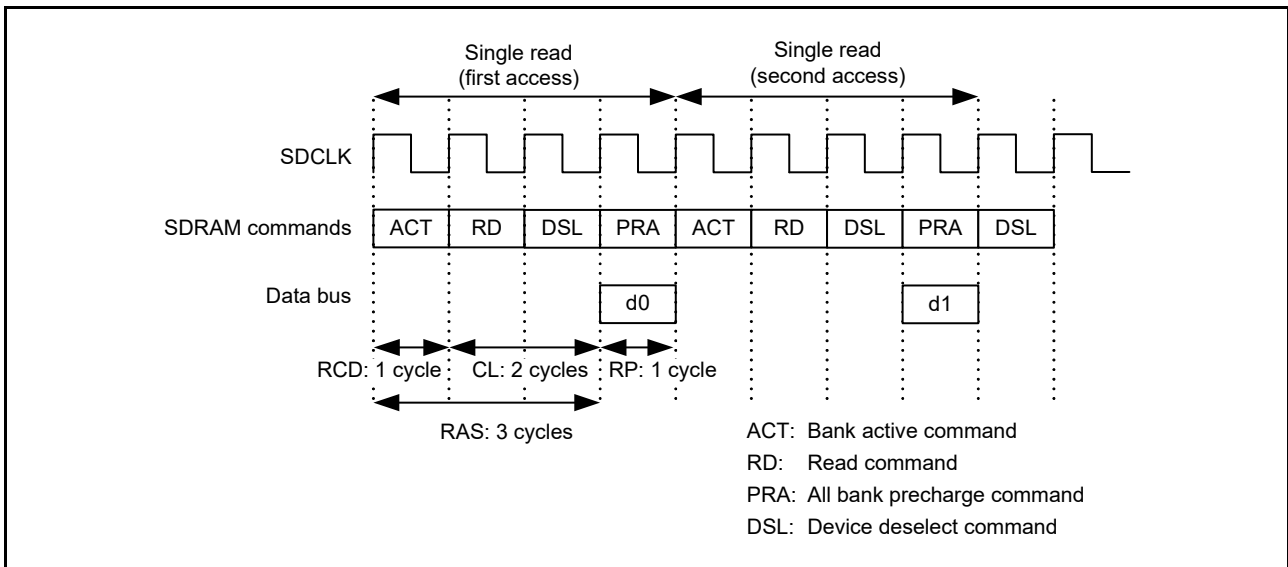 Single read
(first access)
Single read
(second access)
SDCLK
SDRAM commands
ACT RD DSL PRA ACT RD DSL PRA DSL
Data bus
d0 d1
RCD: 1 cycle CL: 2 cycles RP: 1 cycle
RAS: 3 cycles
ACT: Bank active command
RD: Read command
PRA: All bank precharge command
DSL: Device deselect command